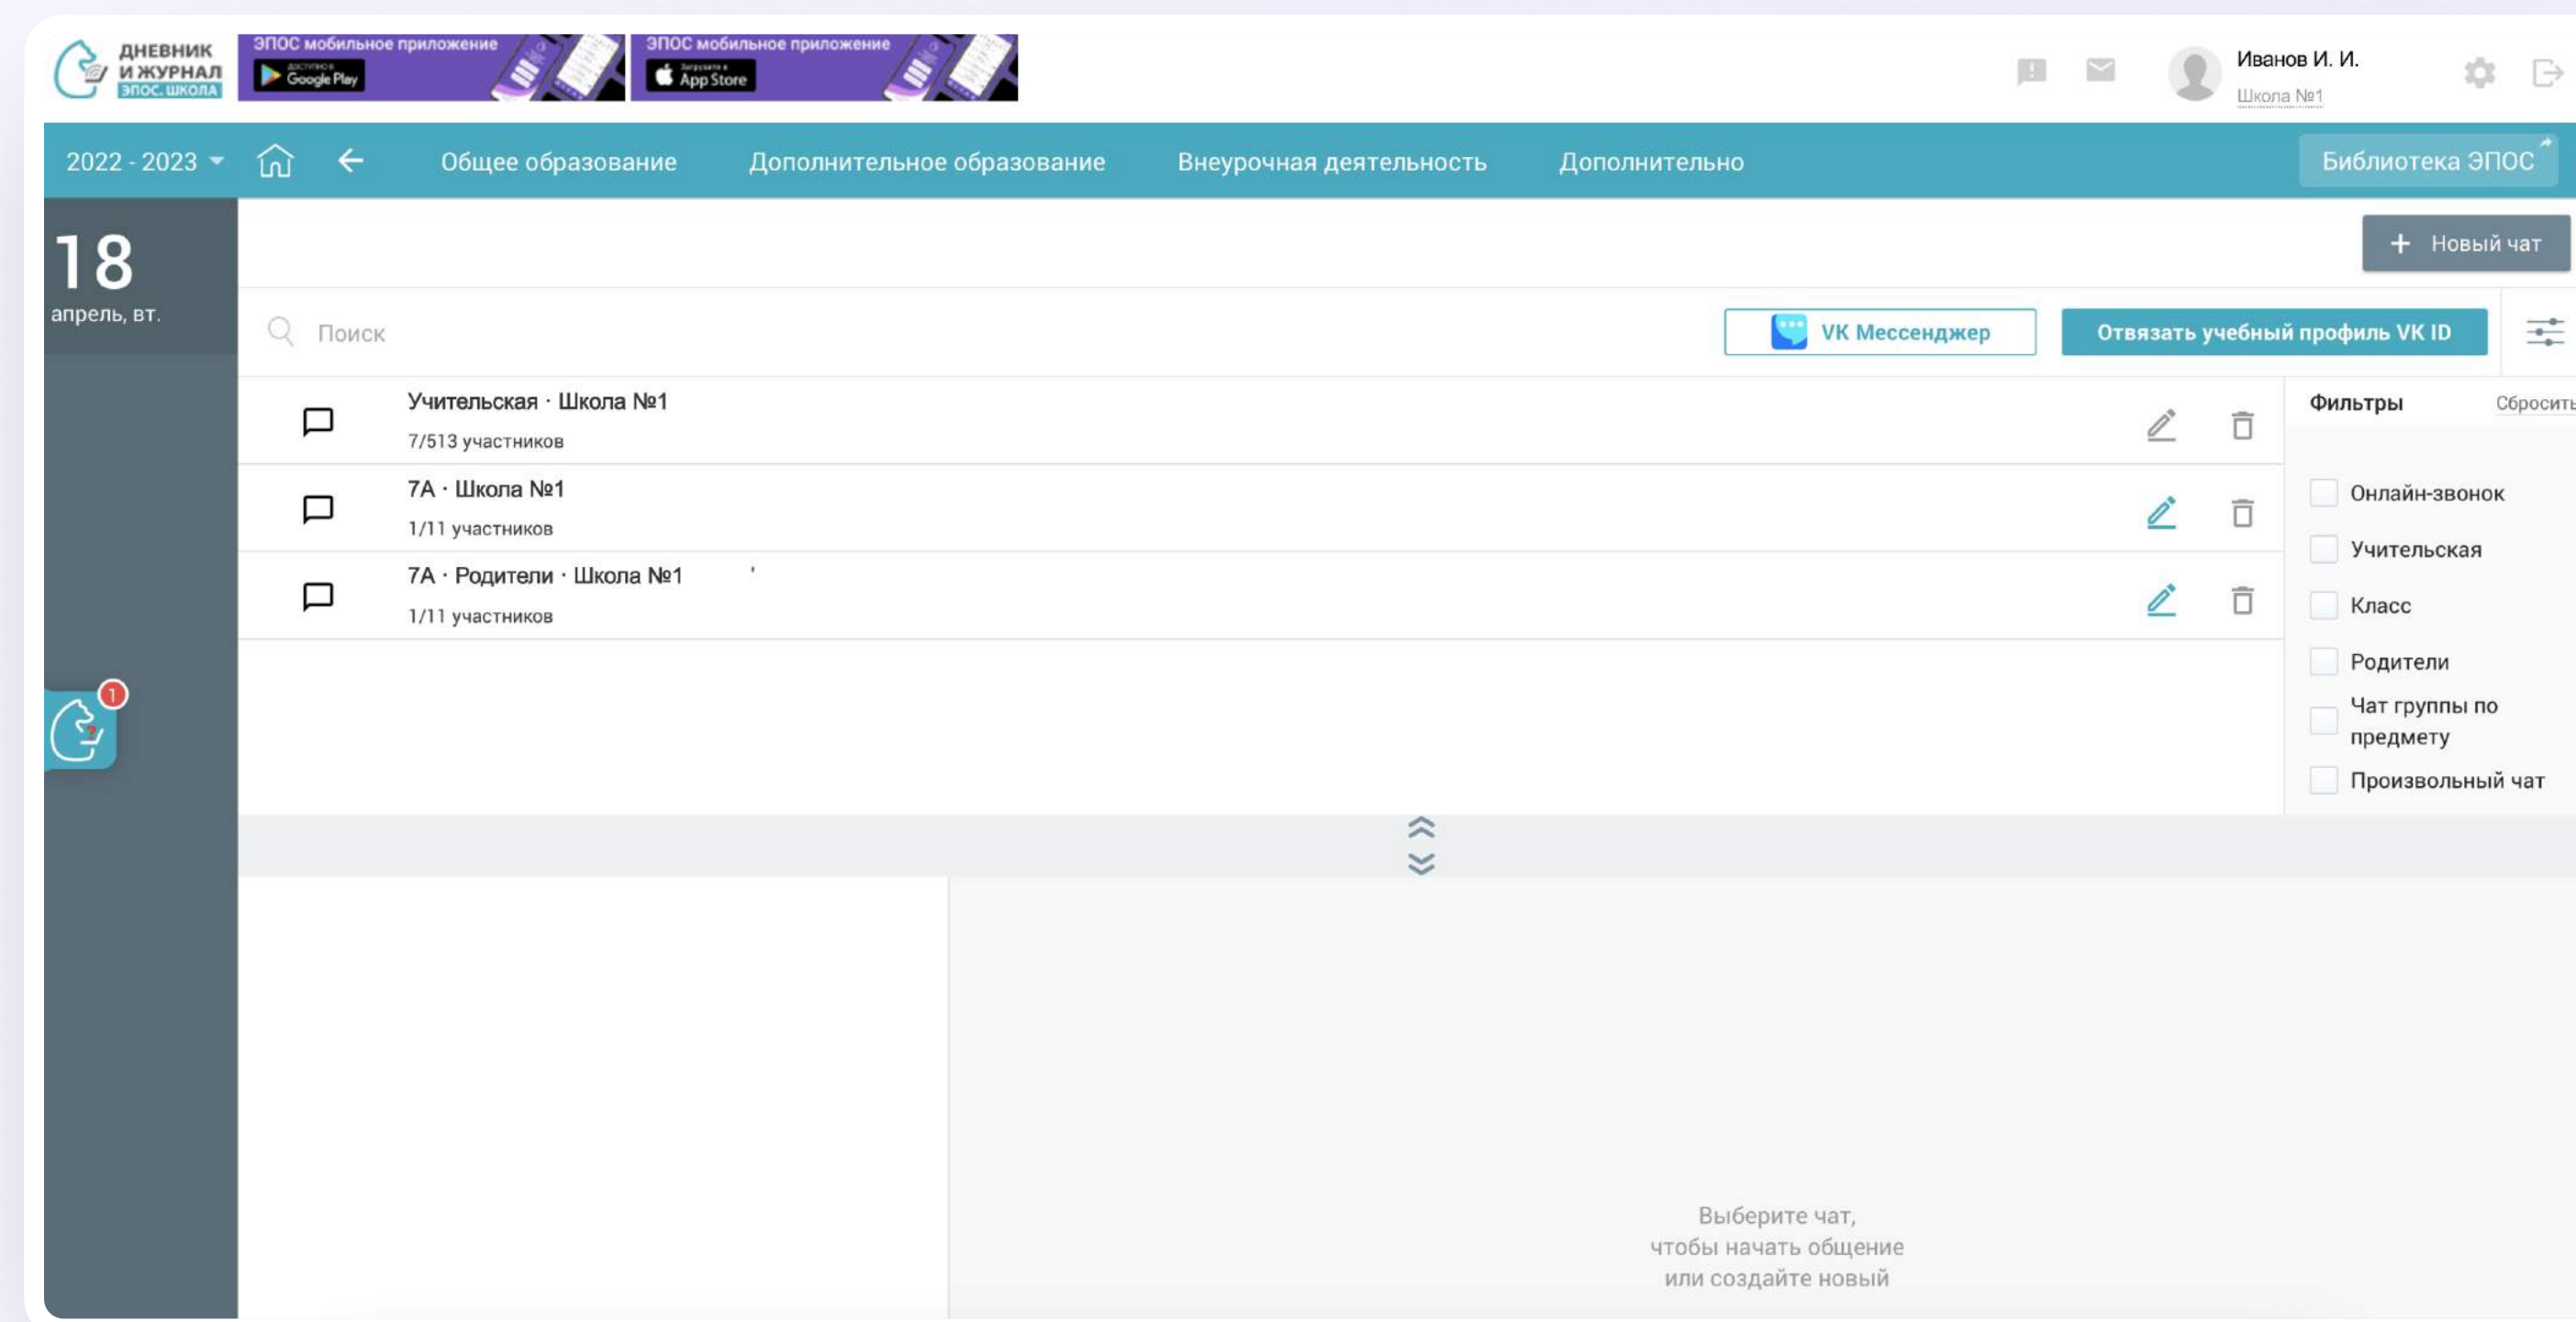 ДНЕВНИК
И ЖУРНАЛ
ЭПОС. ШКОЛА
ЭПОС мобильное приложение
ДОСТУПНО В
Google Play
ЭПОС мобильное приложение
Загрузите в
App Store
Иванов И. И.
Школа №1
2022 - 2023
Общее образование
Дополнительное образование
Внеурочная деятельность
Дополнительно
Библиотека ЭПОС
18
апрель, вт.
+ Новый чат
Поиск
VK Мессенджер
Отвязать учебный профиль VK ID
Учительская · Школа №1
7/513 участников
7А · Школа №1
1/11 участников
7А · Родители · Школа №1 '
1/11 участников
Фильтры
Сбросить
Онлайн-звонок
Учительская
Класс
Родители
Чат группы по
предмету
Произвольный чат
1
?
Выберите чат,
чтобы начать общение
или создайте новый